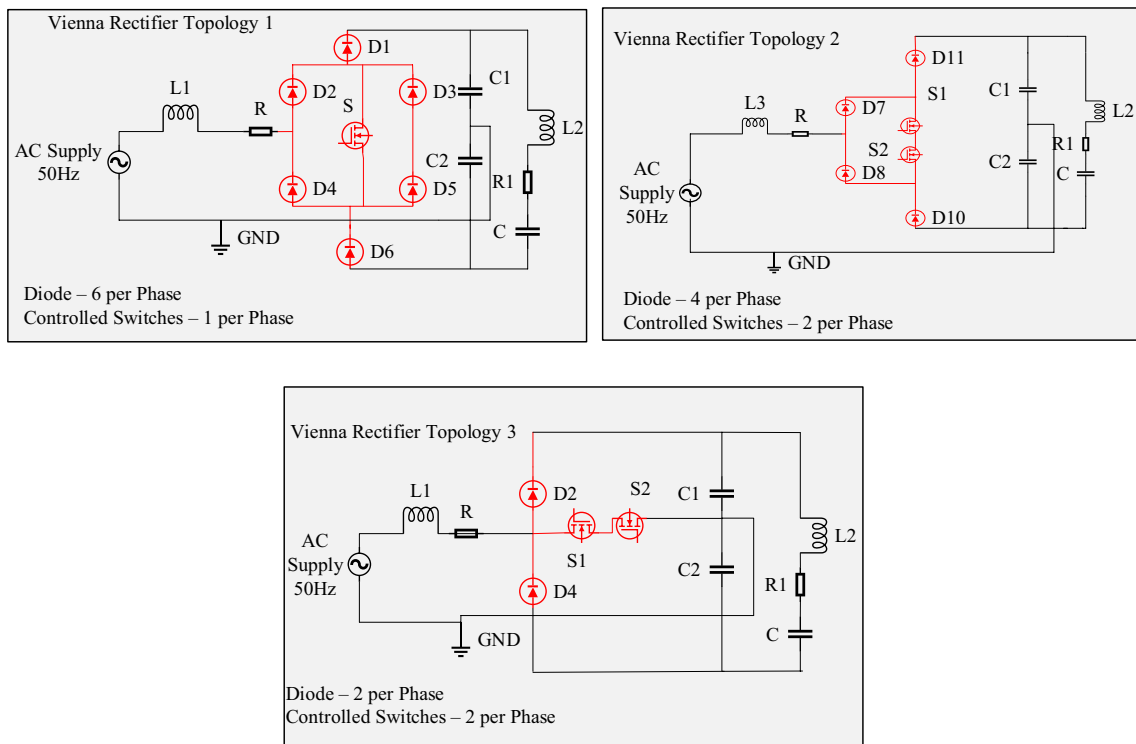 Vienna Rectifier Topology 1
D1
L1
D2
D3
C1
R
S
L2
AC Supply
50Hz
C2
D4
D5
R1
C
GND
D6
Diode – 6 per Phase
Controlled Switches – 1 per Phase
Vienna Rectifier Topology 2
D11
L3
D7
S1
C1
L2
R
S2
R1
AC
Supply
50Hz
D8
C2
C
D10
GND
Diode – 4 per Phase
Controlled Switches – 2 per Phase
Vienna Rectifier Topology 3
L1
D2
S2
C1
R
AC
Supply
50Hz
S1
L2
D4
C2
R1
GND
C
Diode – 2 per Phase
Controlled Switches – 2 per Phase